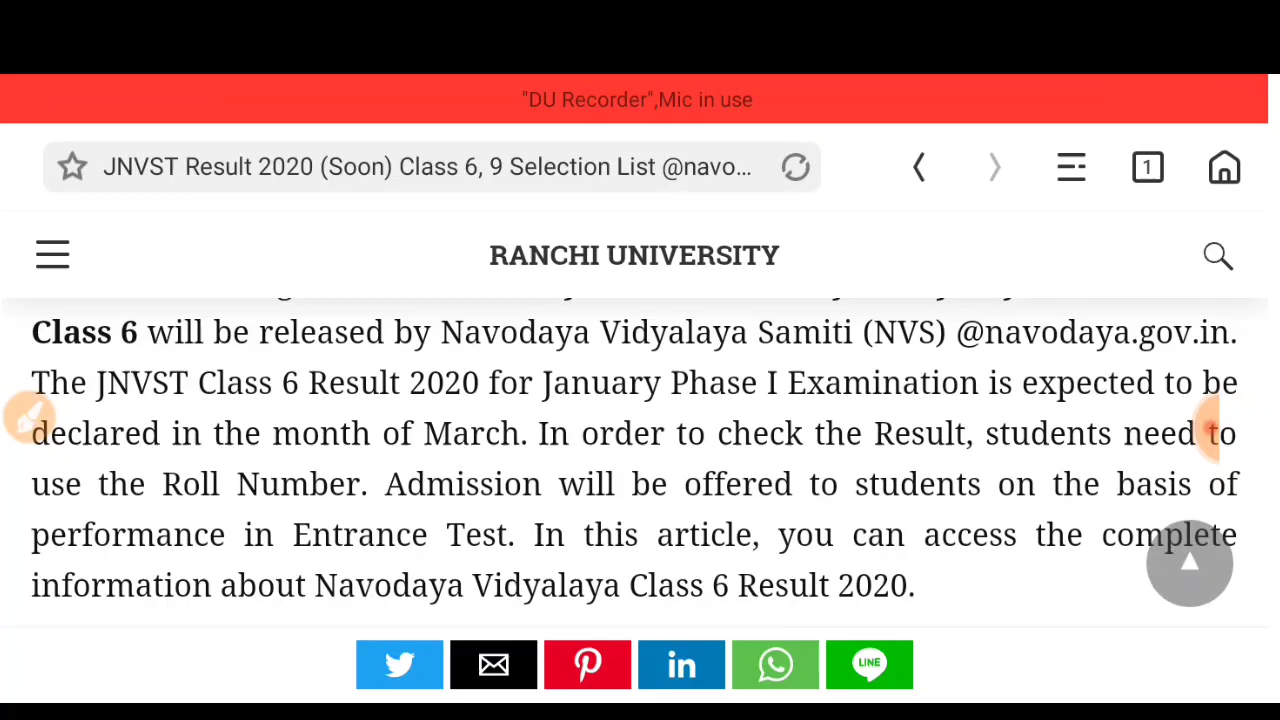 "DU Recorder",Mic in use
JNVST Result 2020 (Soon) Class 6, 9 Selection List @navo...
1
RANCHI UNIVERSITY
Class 6 will be released by Navodaya Vidyalaya Samiti (NVS) @navodaya.gov.in.
The JNVST Class 6 Result 2020 for January Phase I Examination is expected to be
declared in the month of March. In order to check the Result, students need to
use the Roll Number. Admission will be offered to students on the basis of
performance in Entrance Test. In this article, you can access the complete
information about Navodaya Vidyalaya Class 6 Result 2020.
in
LINE